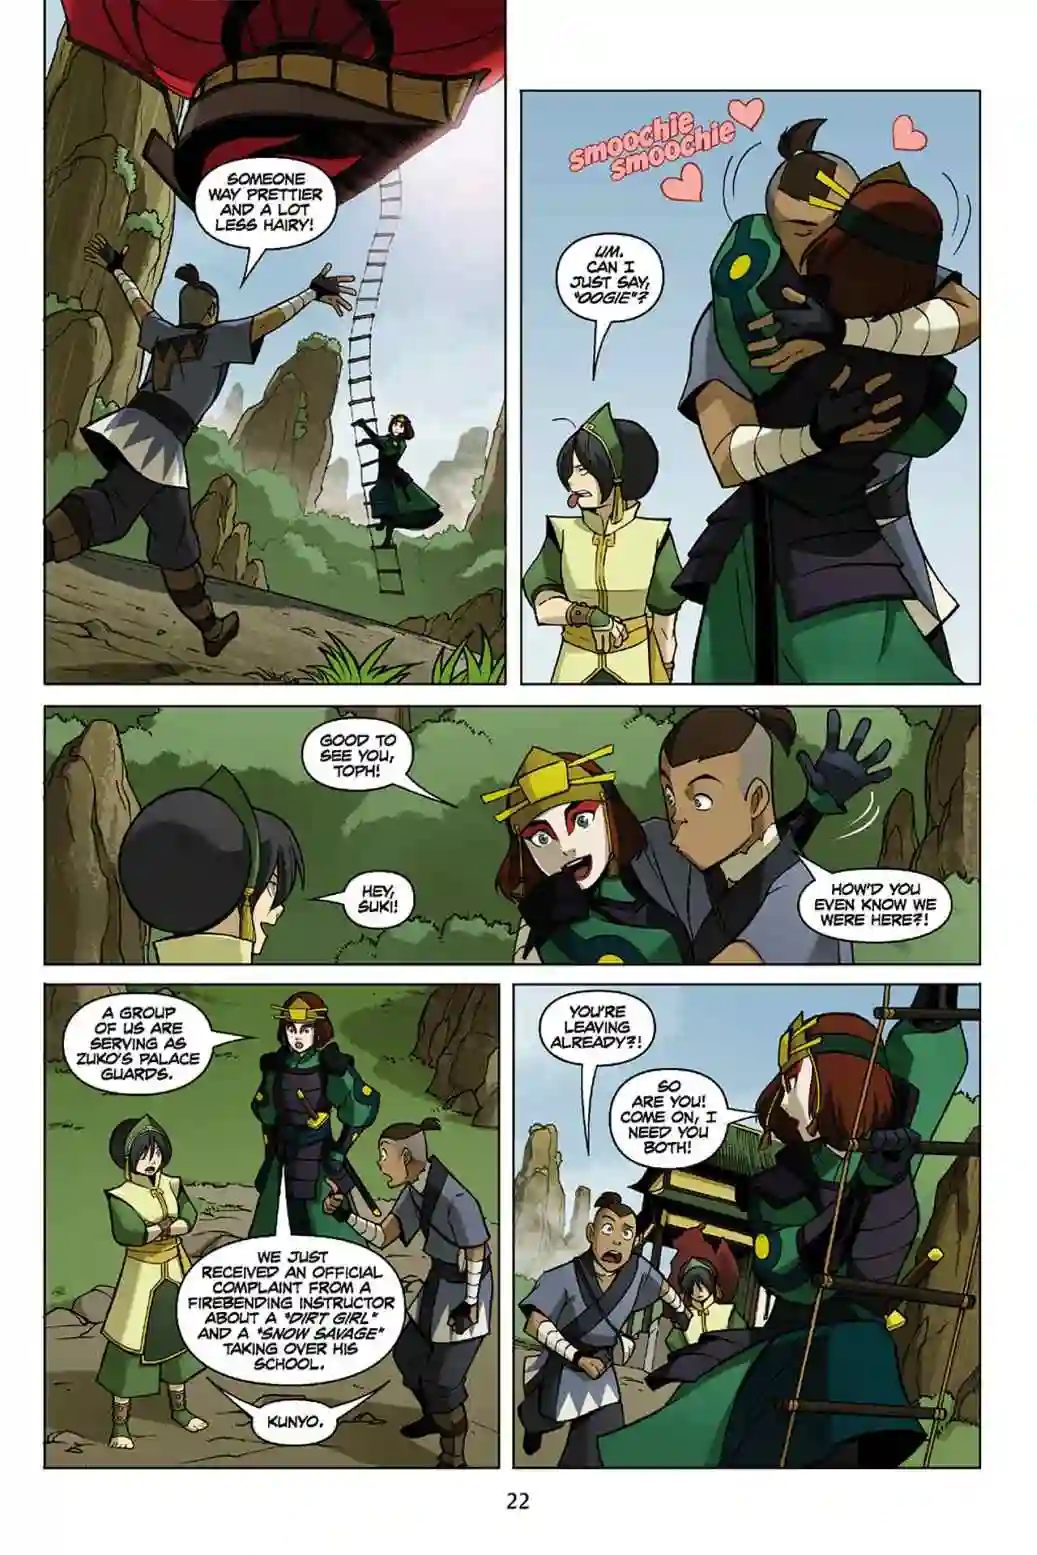 SOMEONE
WAY PRETTIER
AND A LOT
LESS HAIRY!
smoochie
smoochie
UM.
CAN I
JUST SAY,
"OOGIE"?
GOOD TO
SEE YOU,
TOPH!
HEY,
SUKI!
HOW'D YOU
EVEN KNOW WE
WERE HERE?!
A GROUP
OF US ARE
SERVING AS
ZUKO'S PALACE
GUARDS.
WE JUST
RECEIVED AN OFFICIAL
COMPLAINT FROM A
FIREBENDING INSTRUCTOR
ABOUT A "DIRT GIRL"
AND A "SNOW SAVAGE"
TAKING OVER HIS
SCHOOL.
KUNYO.
YOU'RE
LEAVING
ALREADY?!
SO
ARE YOU!
COME ON, I
NEED YOU
BOTH!
22